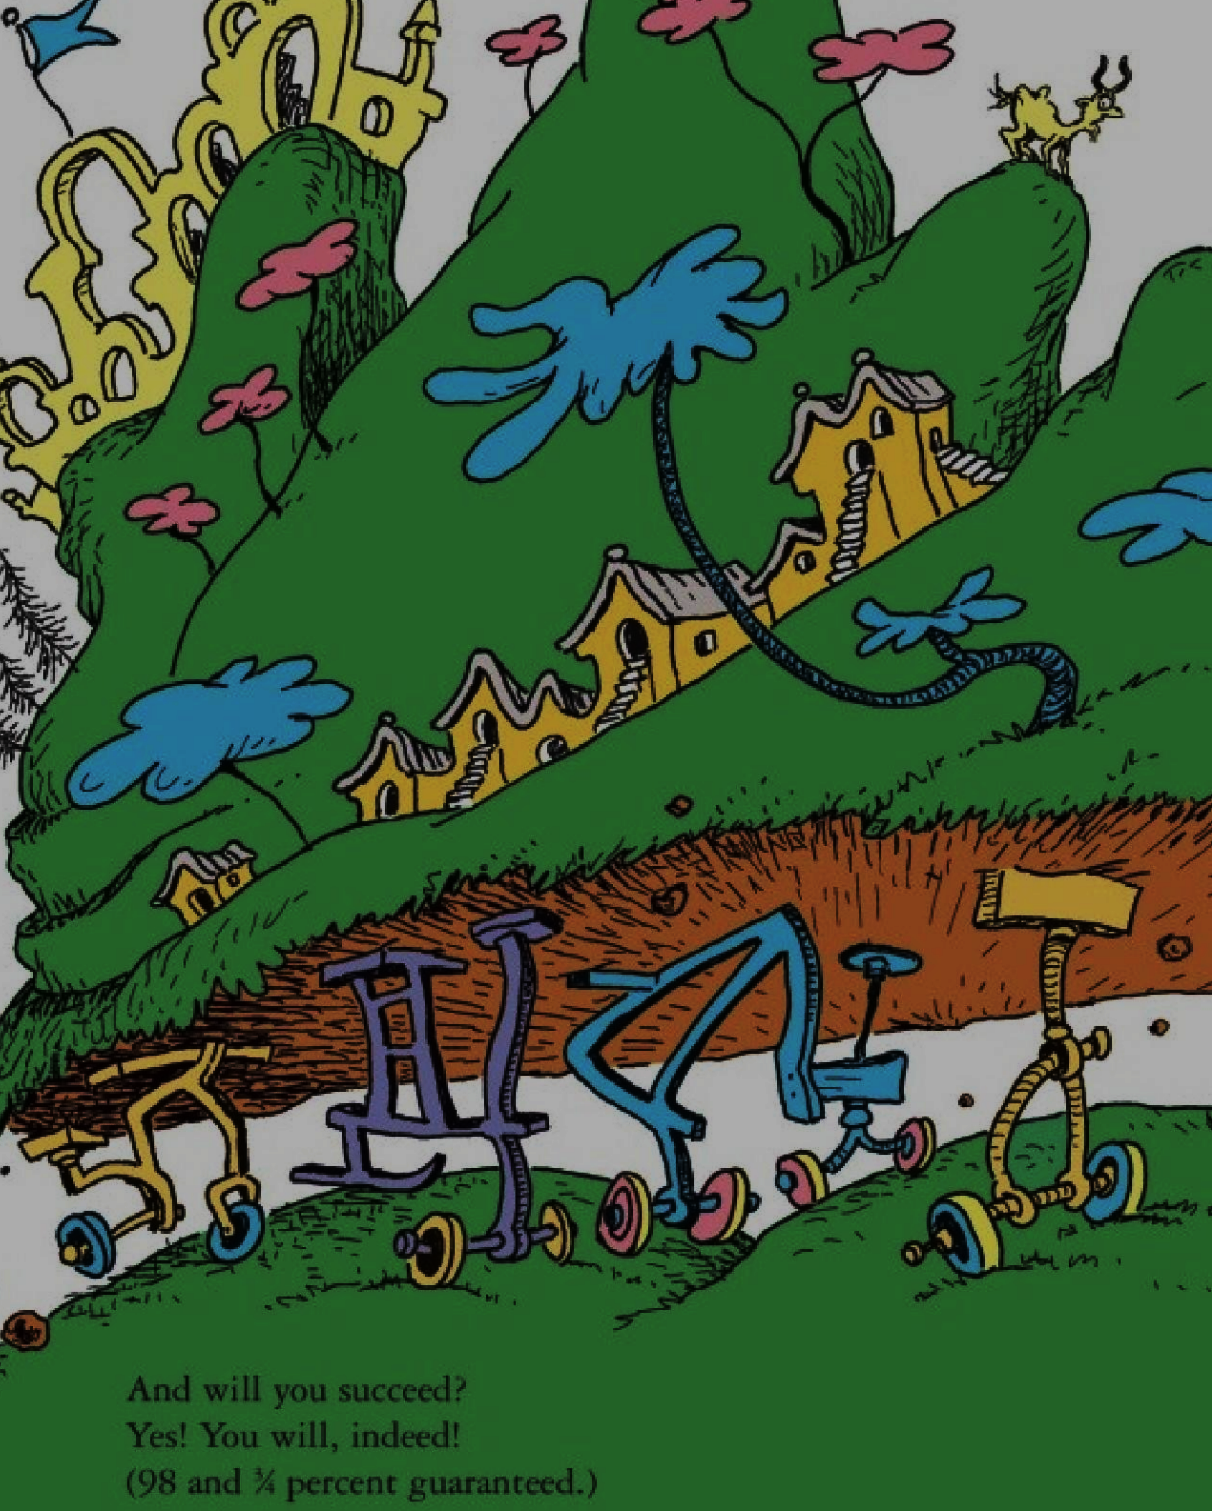 And will you succeed?
Yes! You will, indeed!
(98 and ¾ percent guaranteed.)